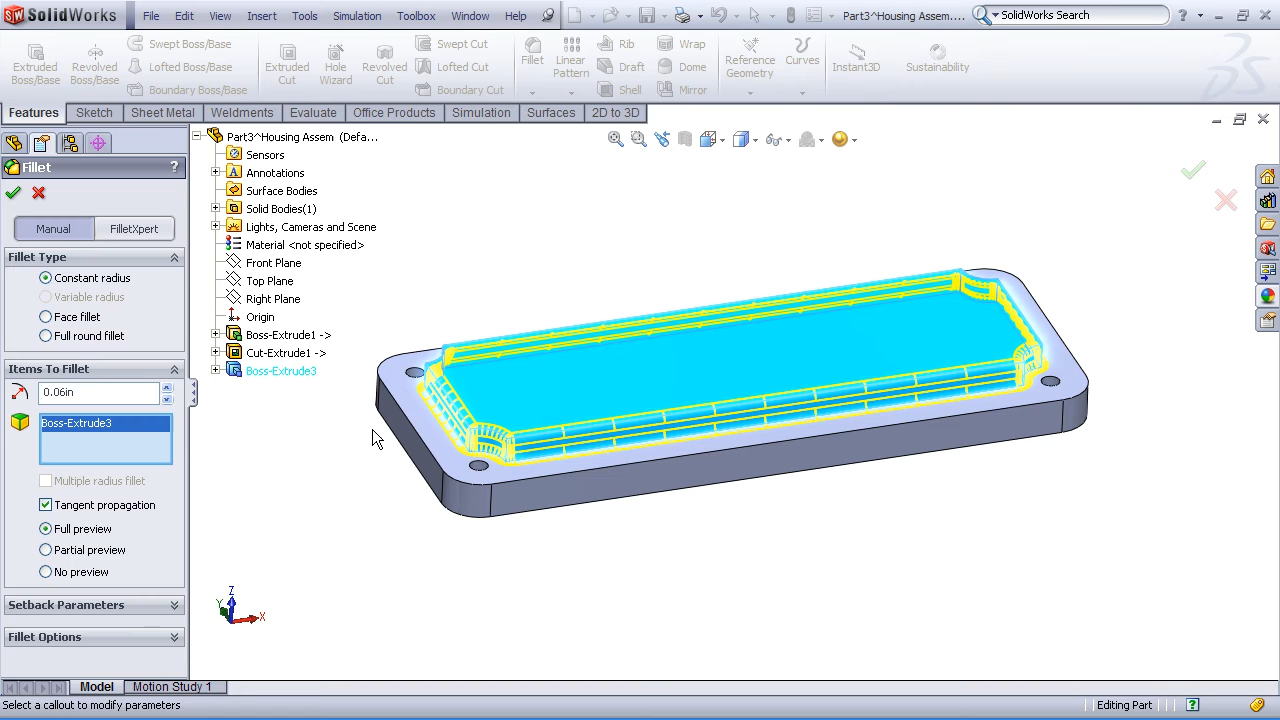 SolidWorks File Edit View Insert Tools Simulation Toolbox Window Help Part3^Housing Assem.... SolidWorks Search ?
Extruded Boss/Base
Revolved Boss/Base
Swept Boss/Base
Lofted Boss/Base
Boundary Boss/Base
Extruded Cut
Hole Wizard
Revolved Cut
Swept Cut
Lofted Cut
Boundary Cut
Fillet
Linear Pattern
Rib
Draft
Shell
Wrap
Dome
Mirror
Reference Geometry
Curves
Instant3D
Sustainability
Features Sketch Sheet Metal Weldments Evaluate Office Products Simulation Surfaces 2D to 3D
Fillet ?
Manual FilletXpert
Fillet Type
Constant radius
Variable radius
Face fillet
Full round fillet
Items To Fillet
0.06in
Boss-Extrude3
Multiple radius fillet
Tangent propagation
Full preview
Partial preview
No preview
Setback Parameters
Fillet Options
Part3^Housing Assem (Defa...
Sensors
A Annotations
Surface Bodies
Solid Bodies(1)
Lights, Cameras and Scene
Material <not specified>
Front Plane
Top Plane
Right Plane
Origin
Boss-Extrude1 ->
Cut-Extrude1 ->
Boss-Extrude3
Z
Y
X
Model Motion Study 1
Select a callout to modify parameters Editing Part ?